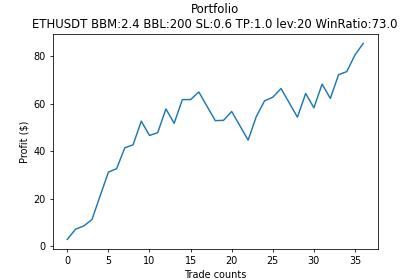 Portfolio
ETHUSDT BBM:2.4 BBL:200 SL:0.6 TP:1.0 lev:20 WinRatio:73.0
Profit ($)
80
60
40
20
0
0 5 10 15 20 25 30 35
Trade counts